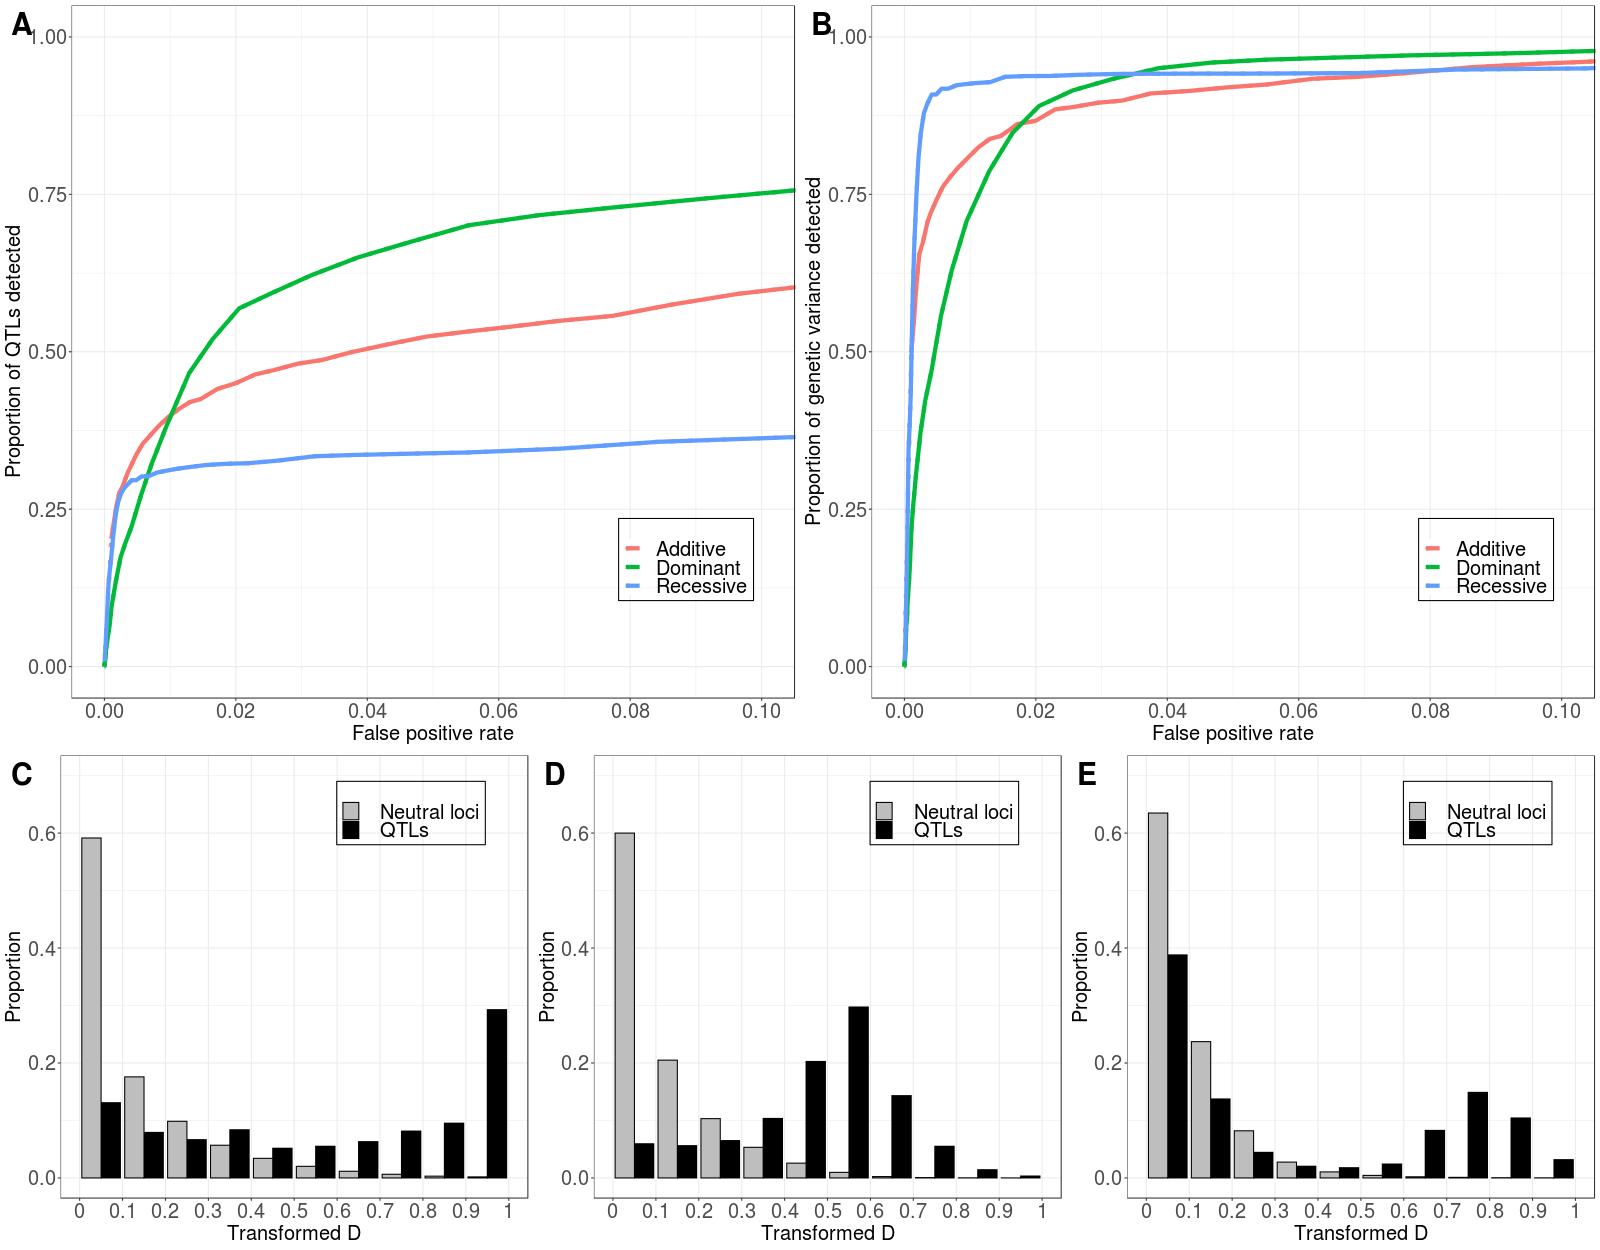 A
1.00
0.75
0.50
0.25
0.00
Proportion of QTLs detected
Additive
Dominant
Recessive
0.00 0.02 0.04 0.06 0.08 0.10
False positive rate
B
1.00
0.75
0.50
0.25
0.00
Proportion of genetic variance detected
Additive
Dominant
Recessive
0.00 0.02 0.04 0.06 0.08 0.10
False positive rate
C
Neutral loci
QTLs
0.6
0.4
0.2
0.0
Proportion
0 0.1 0.2 0.3 0.4 0.5 0.6 0.7 0.8 0.9 1
Transformed D
D
Neutral loci
QTLs
0.6
0.4
0.2
0.0
Proportion
0 0.1 0.2 0.3 0.4 0.5 0.6 0.7 0.8 0.9 1
Transformed D
E
Neutral loci
QTLs
0.6
0.4
0.2
0.0
Proportion
0 0.1 0.2 0.3 0.4 0.5 0.6 0.7 0.8 0.9 1
Transformed D